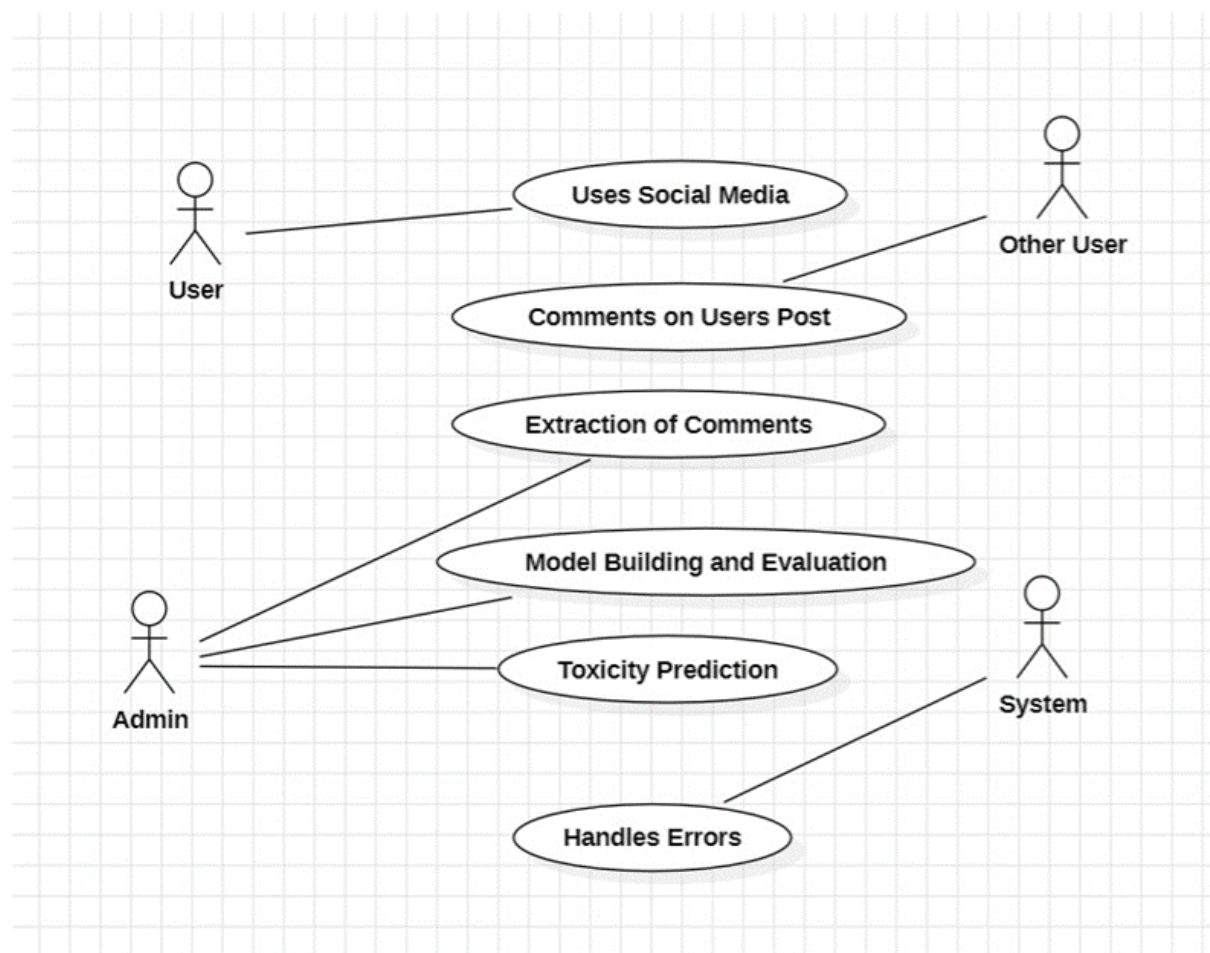 Uses Social Media
Other User
User
Comments on Users Post
Extraction of Comments
Model Building and Evaluation
Toxicity Prediction
System
Admin
Handles Errors